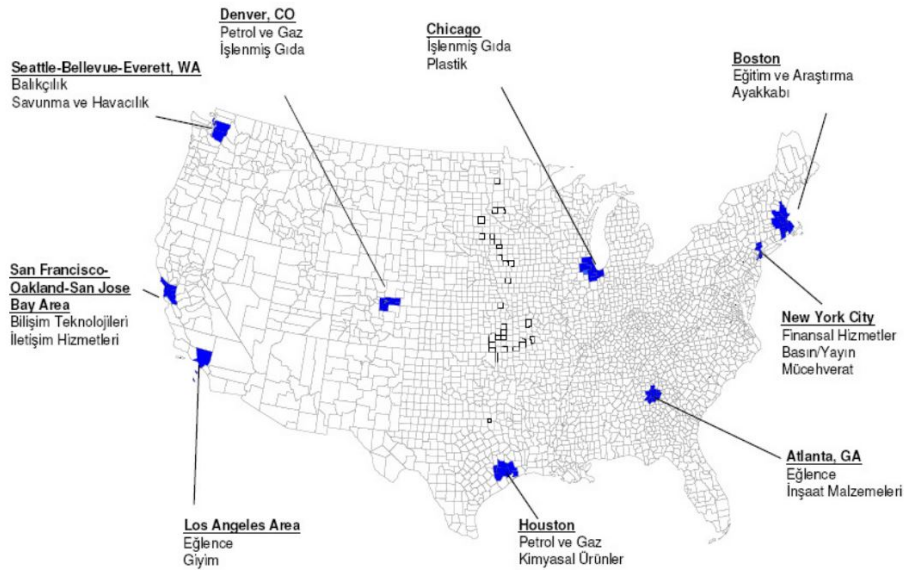 Denver, CO
Petrol ve Gaz
İşlenmiş Gıda
Chicago
İşlenmiş Gıda
Plastik
Boston
Eğitim ve Araştırma
Ayakkabı
Seattle-Bellevue-Everett, WA
Balıkçılık
Savunma ve Havacılık
San Francisco-
Oakland-San Jose
Bay Area
Bilişim Teknolojileri
İletişim Hizmetleri
New York City
Finansal Hizmetler
Basın/Yayın
Mücehverat
Atlanta, GA
Eğlence
İnşaat Malzemeleri
Los Angeles Area
Eğlence
Giyim
Houston
Petrol ve Gaz
Kimyasal Ürünler